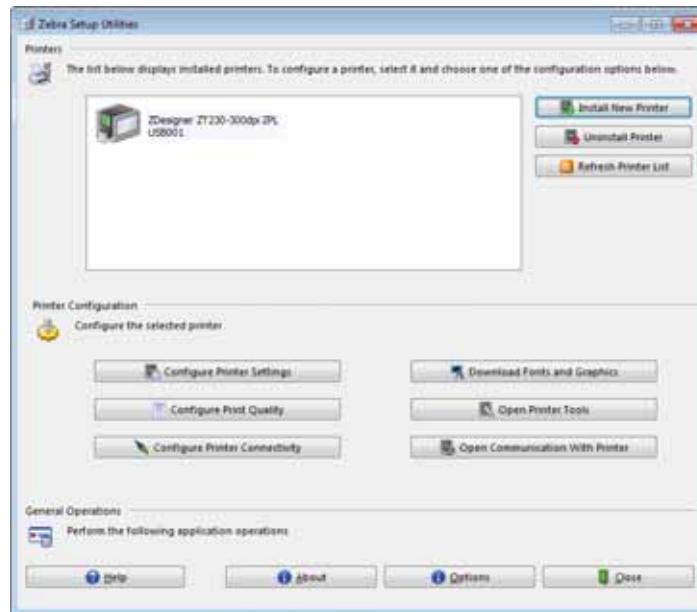 Zebra Setup Utilities
Printers
The list below displays installed printers. To configure a printer, select it and choose one of the configuration options below.
ZDesigner ZT230-300dpi ZPL
USB001
Install New Printer
Uninstall Printer
Refresh Printer List
Printer Configuration
Configure the selected printer
Configure Printer Settings
Download Fonts and Graphics
Configure Print Quality
Open Printer Tools
Configure Printer Connectivity
Open Communication With Printer
General Operations
Perform the following application operations
Help
About
Options
Close